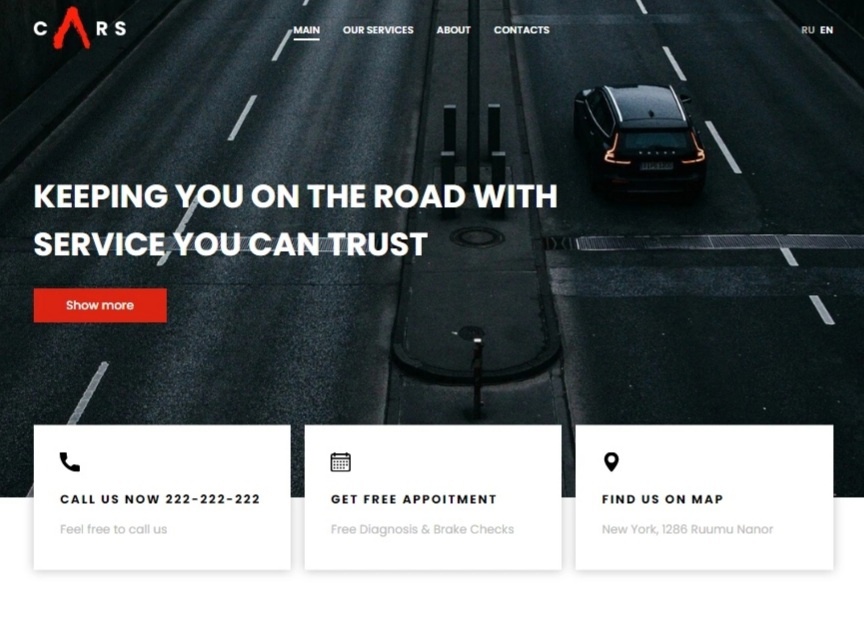 CARS
MAIN OUR SERVICES ABOUT CONTACTS
RU EN
KEEPING YOU ON THE ROAD WITH
SERVICE YOU CAN TRUST
Show more
CALL US NOW 222-222-222
Feel free to call us
GET FREE APPOITMENT
Free Diagnosis & Brake Checks
FIND US ON MAP
New York, 1286 Ruumu Nanor